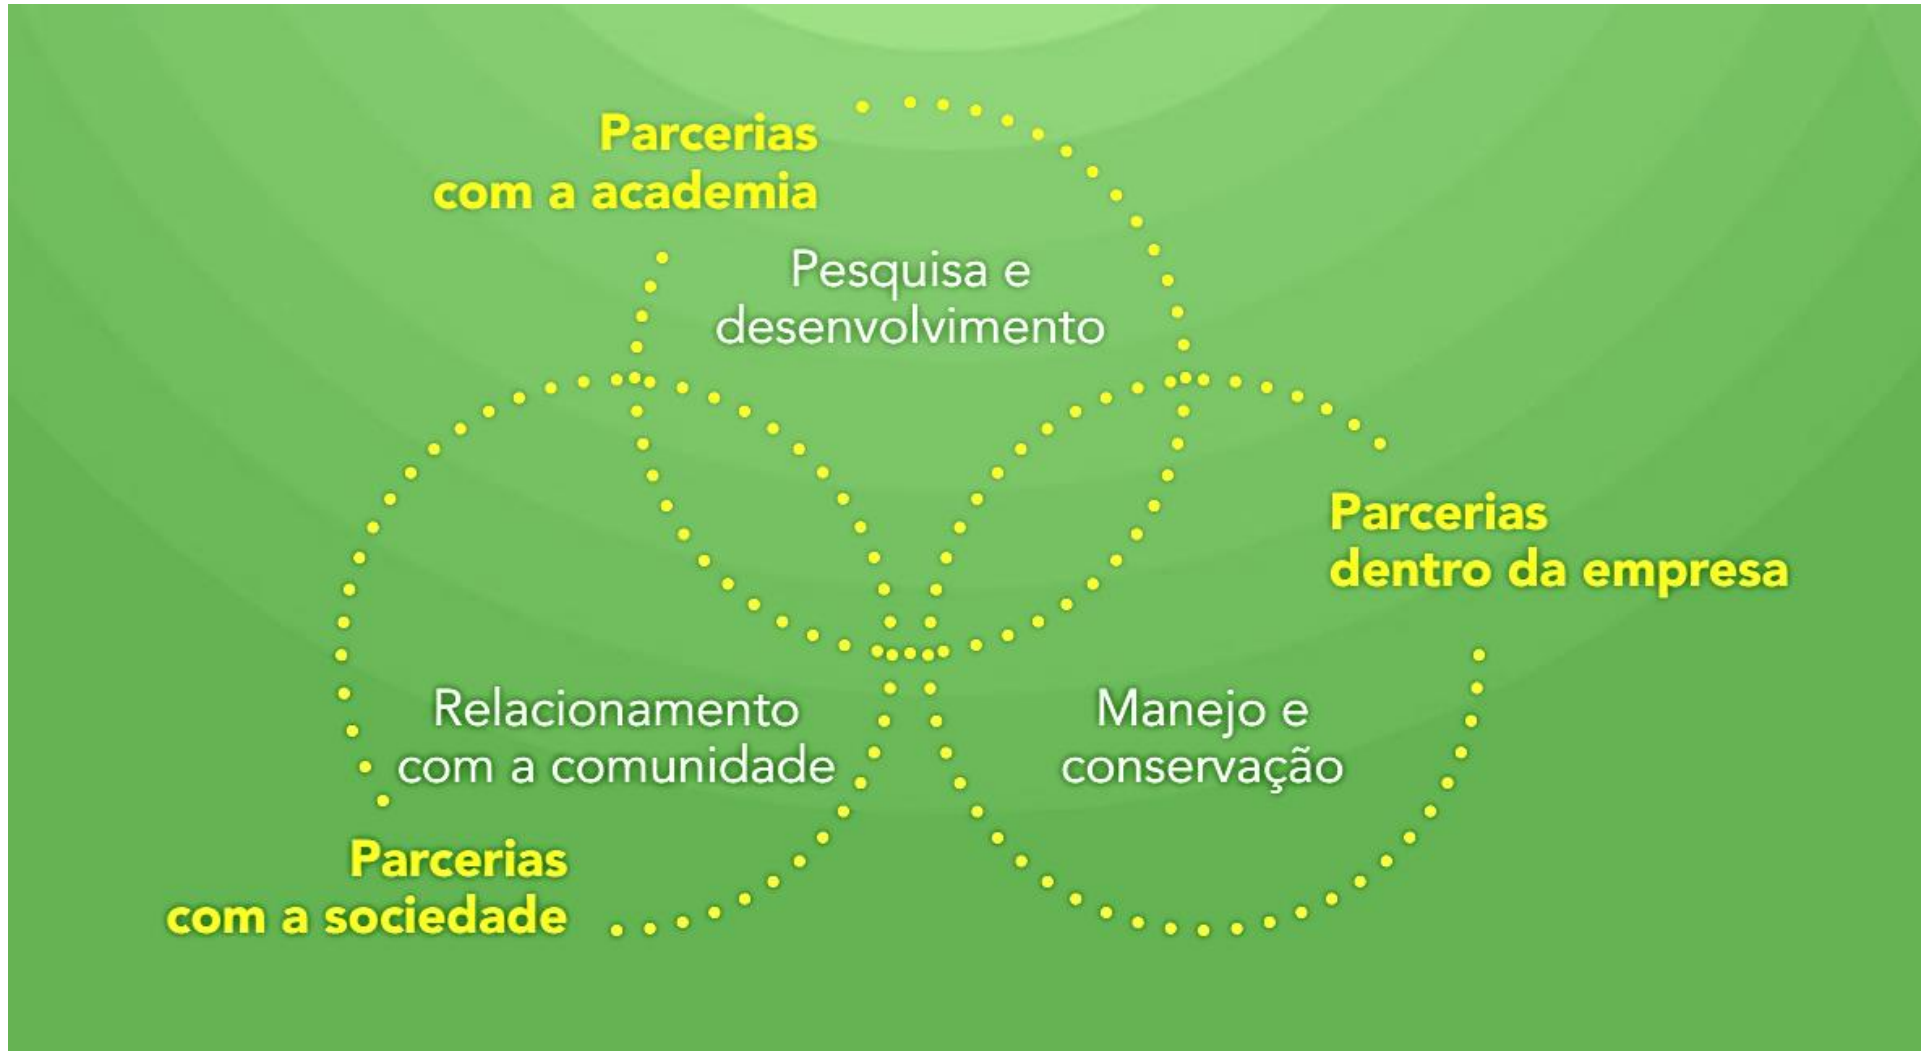 Parcerias
com a academia
Pesquisa e
desenvolvimento
Parcerias
dentro da empresa
Relacionamento
com a comunidade
Manejo e
conservação
Parcerias
com a sociedade